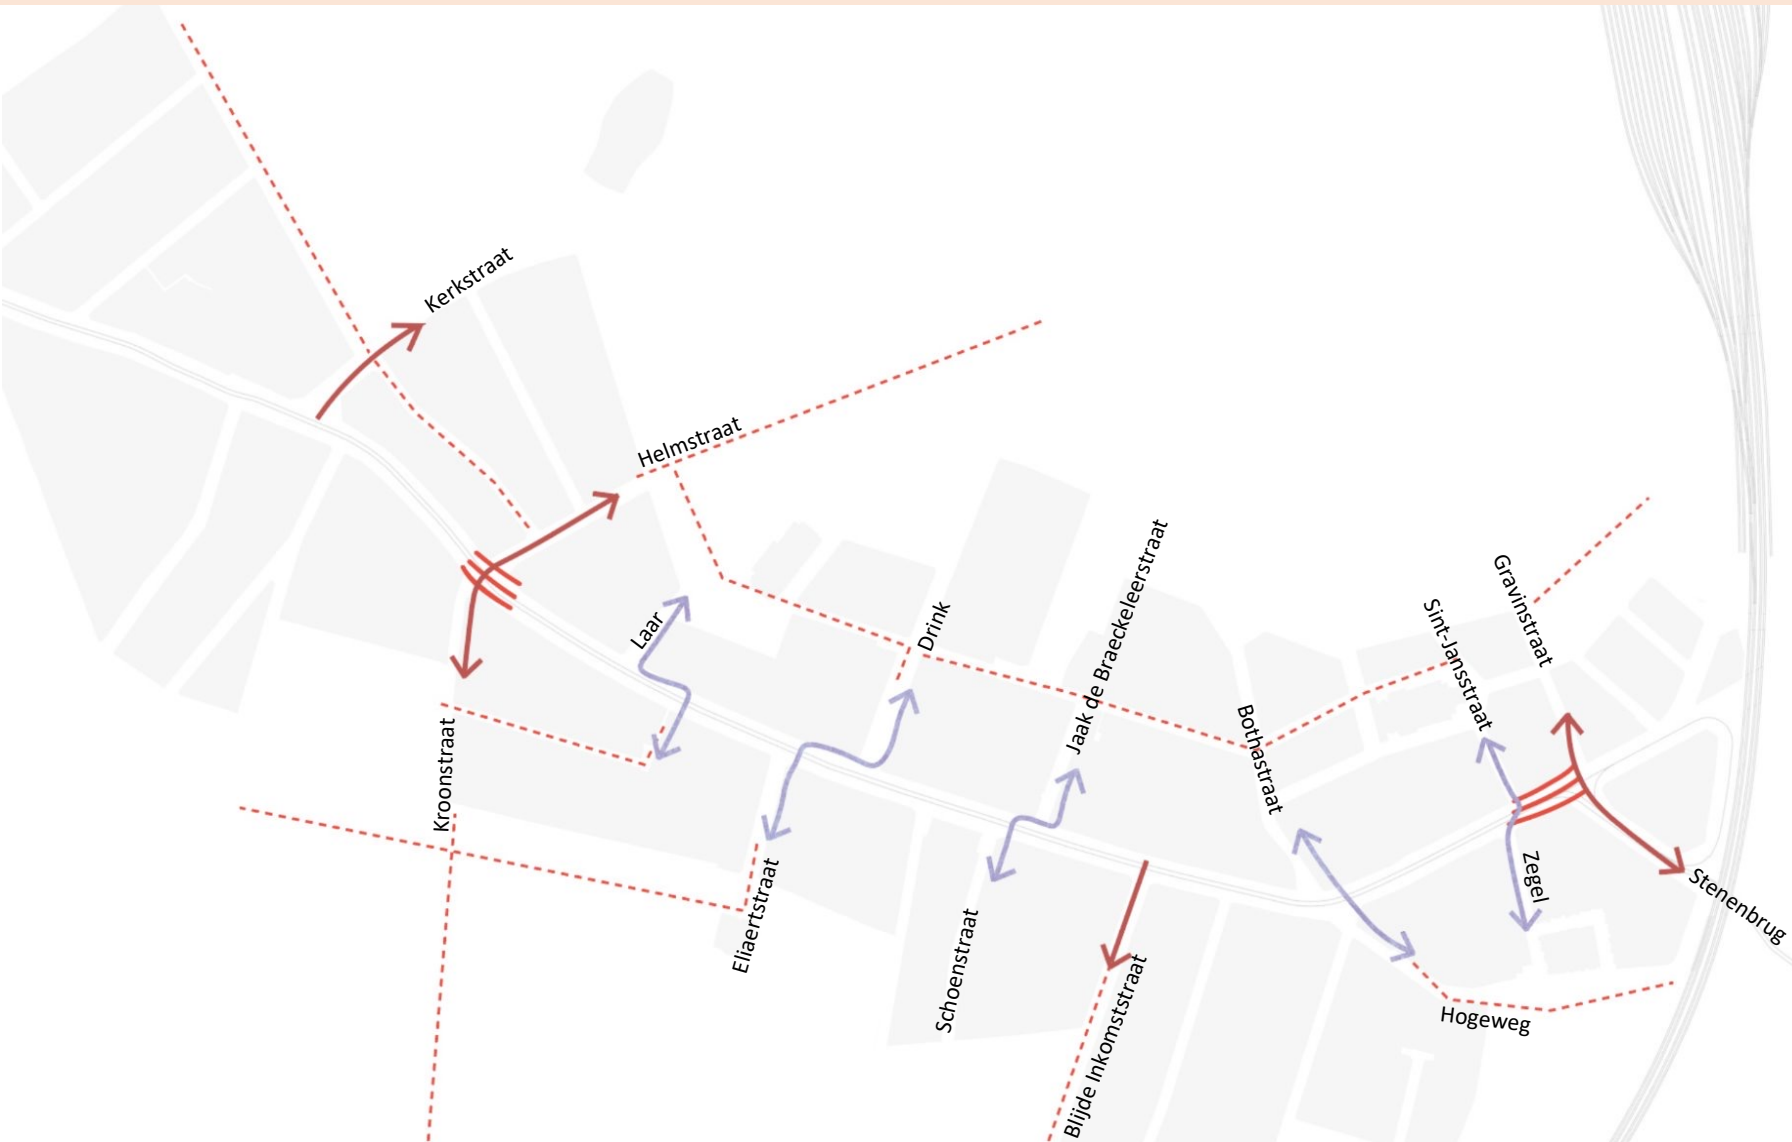 Kerkstraat
Helmstraat
Laar
Drink
Jaak de Braeckeleerstraat
Gravinstraat
Sint-Jansstraat
Bothastraat
Kroonstraat
Eliaertstraat
Zegel
Stenenbrug
Schoenstraat
Blijde Inkomststraat
Hogeweg